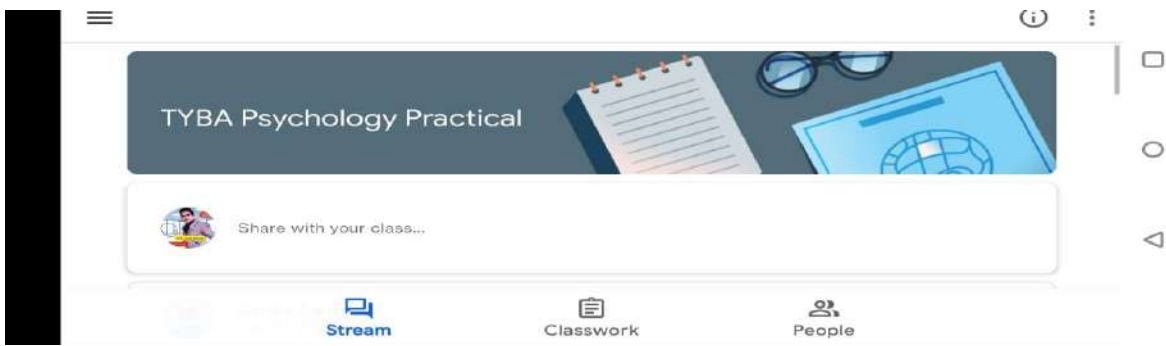 TYBA Psychology Practical
Share with your class...
Stream
Classwork
People